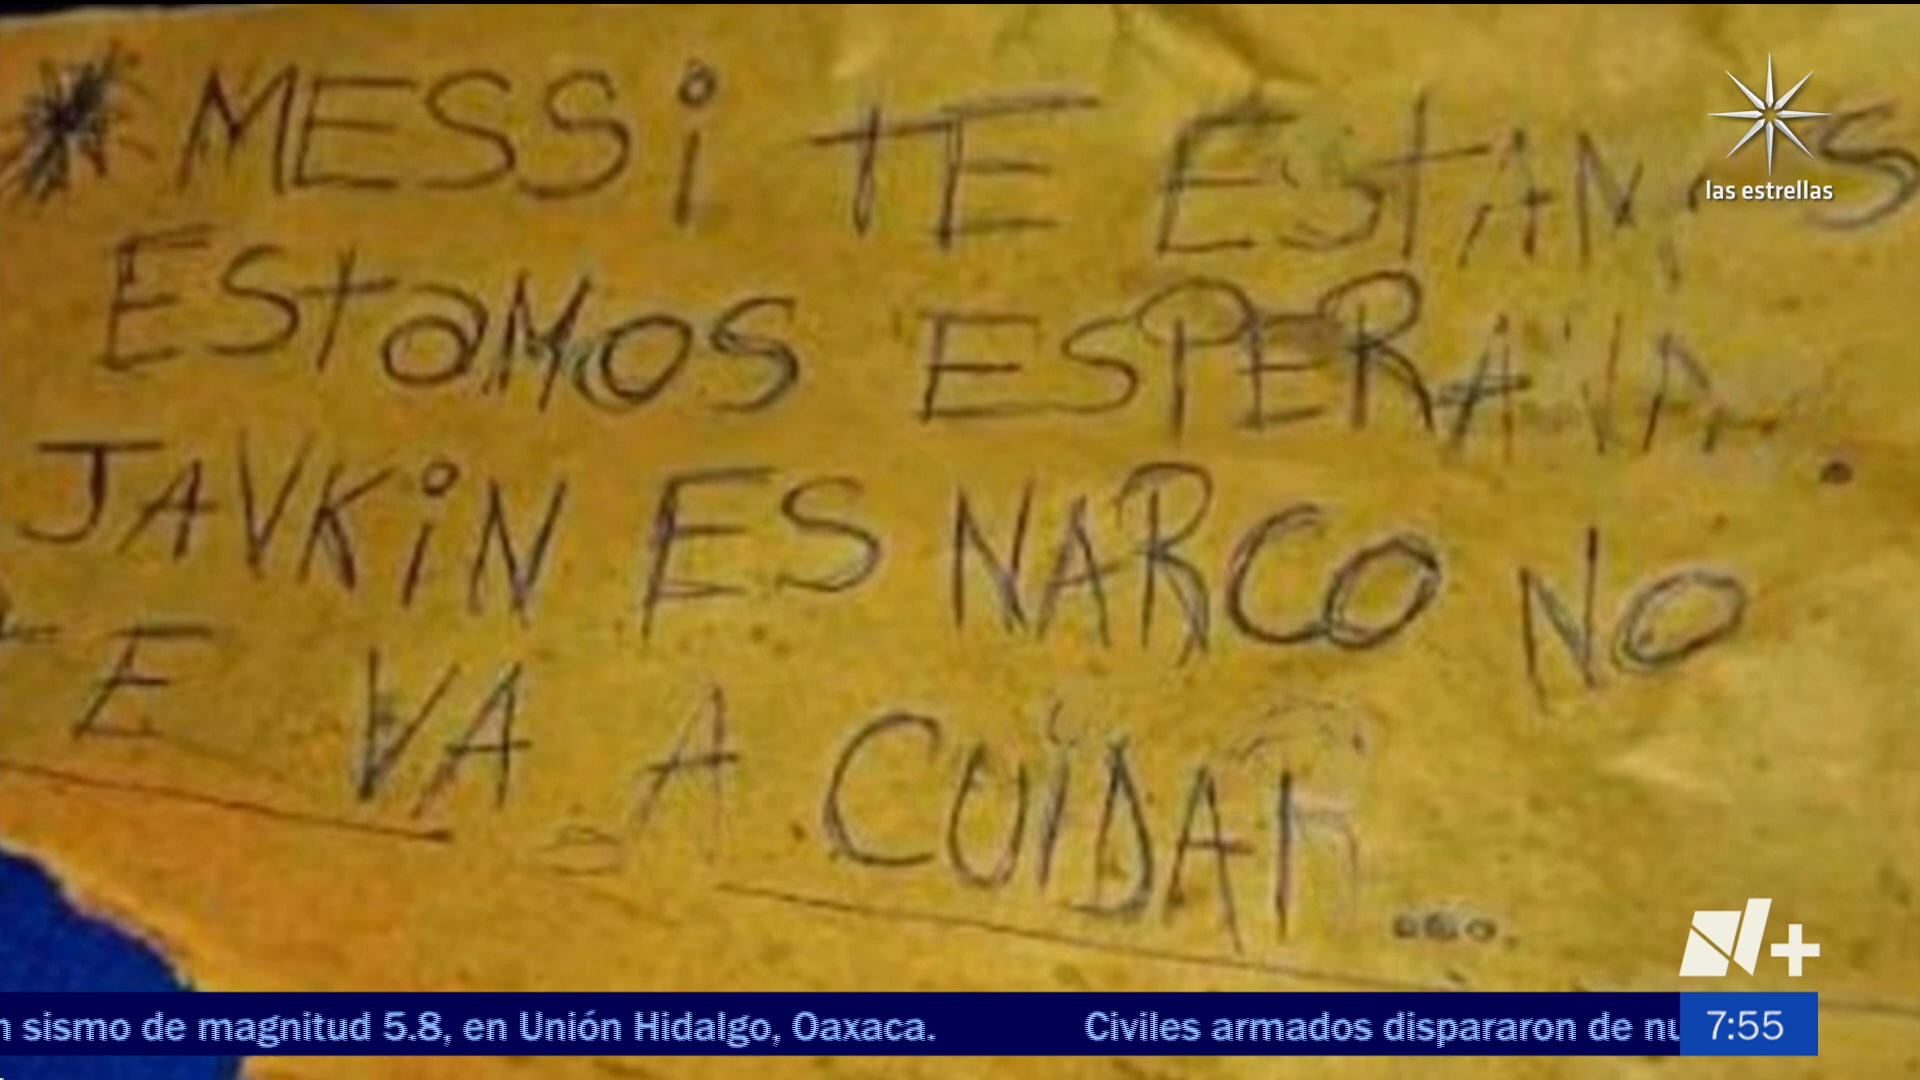 * MESSi TE ESTAMOS
EStaMOS ESPERANDO.
JAVKiN ES NARCO NO
TE VA A CUiDAR....
las estrellas
N+
n sismo de magnitud 5.8, en Unión Hidalgo, Oaxaca. Civiles armados dispararon de nu
7:55